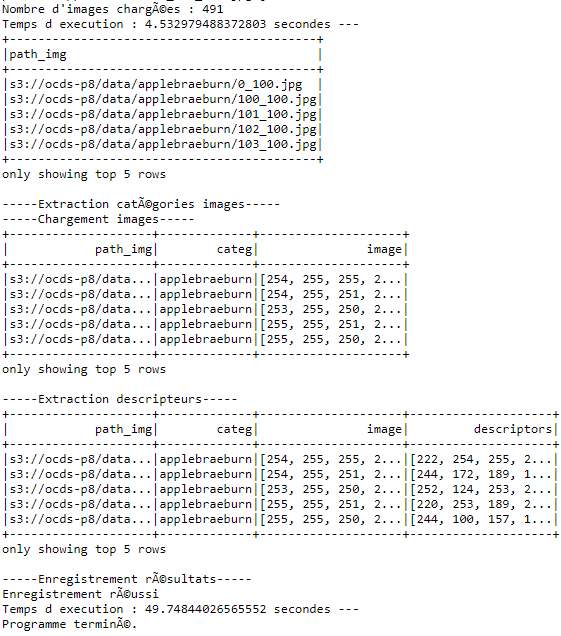 Nombre d'images chargÃ©es : 491
Temps d execution : 4.532979488372803 secondes ---
+-------------------------------------------+
|path_img                                   |
+-------------------------------------------+
|s3://ocds-p8/data/applebraeburn/0_100.jpg  |
|s3://ocds-p8/data/applebraeburn/100_100.jpg|
|s3://ocds-p8/data/applebraeburn/101_100.jpg|
|s3://ocds-p8/data/applebraeburn/102_100.jpg|
|s3://ocds-p8/data/applebraeburn/103_100.jpg|
+-------------------------------------------+
only showing top 5 rows
-----Extraction catÃ©gories images-----
-----Chargement images-----
+--------------------+-------------+--------------------+
|            path_img|        categ|               image|
+--------------------+-------------+--------------------+
|s3://ocds-p8/data...|applebraeburn|[254, 255, 255, 2...|
|s3://ocds-p8/data...|applebraeburn|[254, 255, 251, 2...|
|s3://ocds-p8/data...|applebraeburn|[253, 255, 250, 2...|
|s3://ocds-p8/data...|applebraeburn|[255, 255, 251, 2...|
|s3://ocds-p8/data...|applebraeburn|[255, 255, 250, 2...|
+--------------------+-------------+--------------------+
only showing top 5 rows
-----Extraction descripteurs-----
+--------------------+-------------+--------------------+--------------------+
|            path_img|        categ|               image|         descriptors|
+--------------------+-------------+--------------------+--------------------+
|s3://ocds-p8/data...|applebraeburn|[254, 255, 255, 2...|[222, 254, 255, 2...|
|s3://ocds-p8/data...|applebraeburn|[254, 255, 251, 2...|[244, 172, 189, 1...|
|s3://ocds-p8/data...|applebraeburn|[253, 255, 250, 2...|[252, 124, 253, 2...|
|s3://ocds-p8/data...|applebraeburn|[255, 255, 251, 2...|[220, 253, 189, 2...|
|s3://ocds-p8/data...|applebraeburn|[255, 255, 250, 2...|[244, 100, 157, 1...|
+--------------------+-------------+--------------------+--------------------+
only showing top 5 rows
-----Enregistrement rÃ©sultats-----
Enregistrement rÃ©ussi
Temps d execution : 49.74844026565552 secondes ---
Programme terminÃ©.